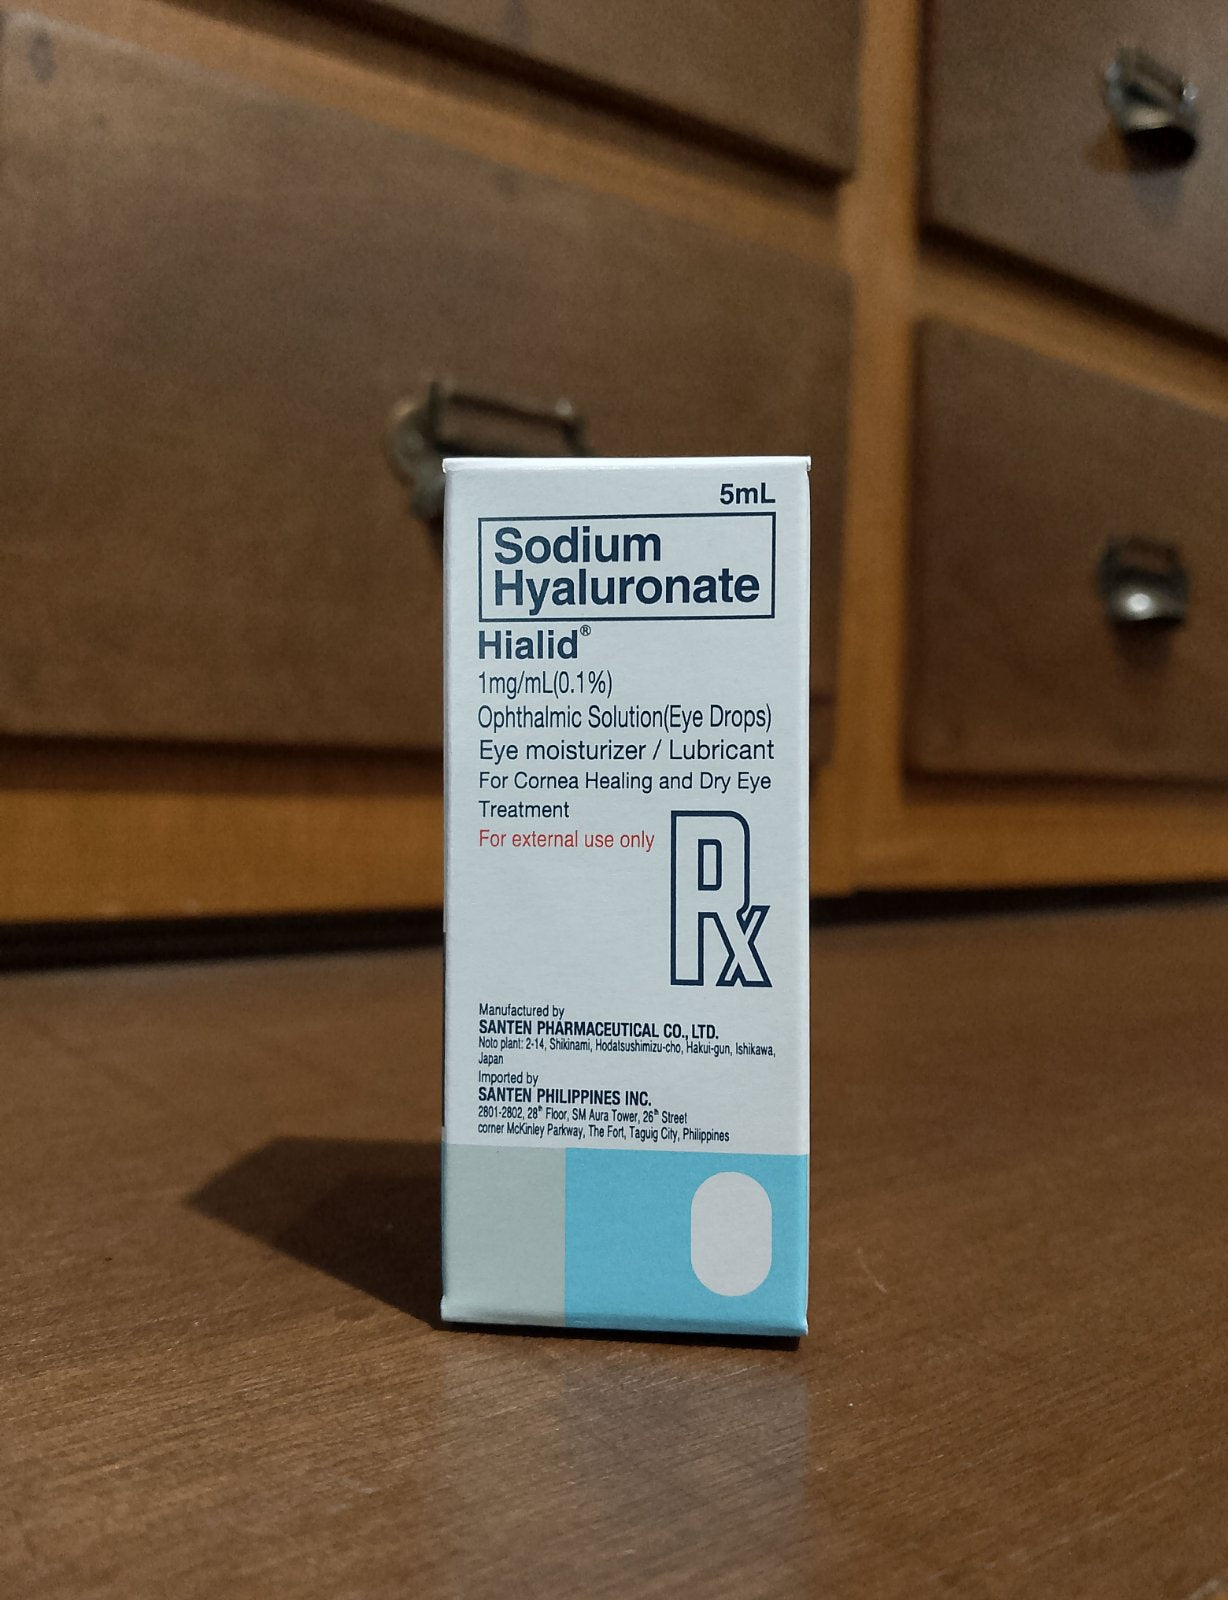 5mL
Sodium
Hyaluronate
Hialid®
1mg/mL(0.1%)
Ophthalmic Solution(Eye Drops)
Eye moisturizer / Lubricant
For Cornea Healing and Dry Eye
Treatment
For external use only
Rx
Manufactured by
SANTEN PHARMACEUTICAL CO., LTD.
Noto plant: 2-14, Shikinami, Hodatsushimizu-cho, Hakui-gun, Ishikawa,
Japan
Imported by
SANTEN PHILIPPINES INC.
2801-2802, 28th Floor, SM Aura Tower, 26th Street
corner McKinley Parkway, The Fort, Taguig City, Philippines